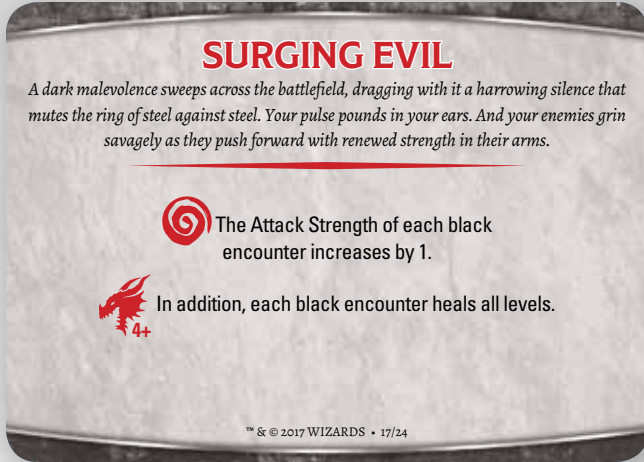 SURGING EVIL
A dark malevolence sweeps across the battlefield, dragging with it a harrowing silence that
mutes the ring of steel against steel. Your pulse pounds in your ears. And your enemies grin
savagely as they push forward with renewed strength in their arms.
The Attack Strength of each black
encounter increases by 1.
In addition, each black encounter heals all levels.
4+
™ & © 2017 WIZARDS • 17/24